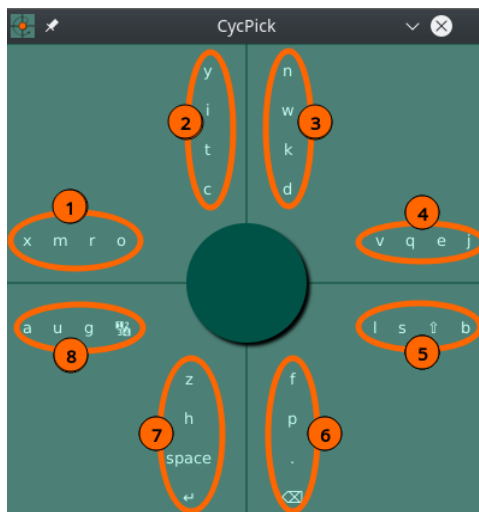 CycPick
y
n
2
i
w
3
t
k
c
d
1
4
x m r o
v q e j
a u g
l s ⇧ b
8
5
z
f
h
p
7
6
space
.
↵
⌫